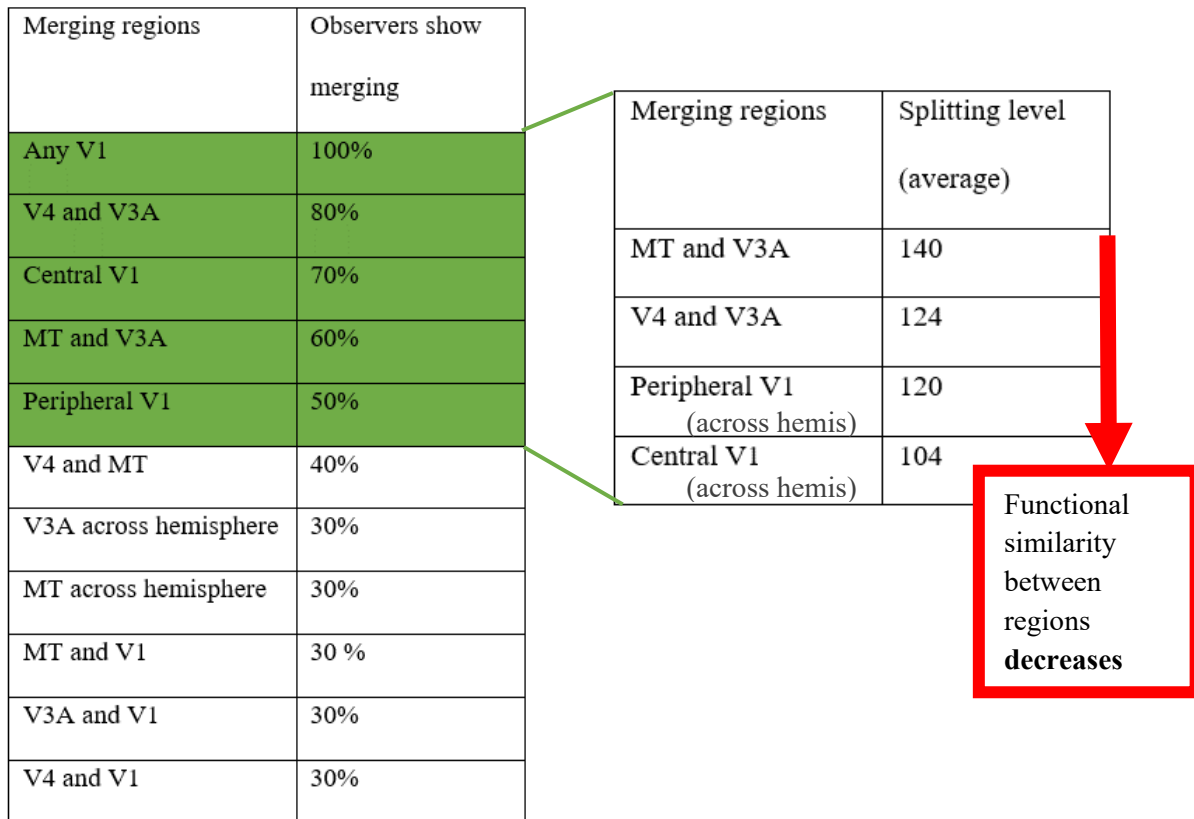 Merging regions
Observers show
merging
Any V1
100%
V4 and V3A
80%
Central V1
70%
MT and V3A
60%
Peripheral V1
50%
V4 and MT
40%
V3A across hemisphere
30%
MT across hemisphere
30%
MT and V1
30 %
V3A and V1
30%
V4 and V1
30%
Merging regions
Splitting level
(average)
MT and V3A
140
V4 and V3A
124
Peripheral V1
120
(across hemis)
Central V1
104
(across hemis)
Functional
similarity
between
regions
decreases